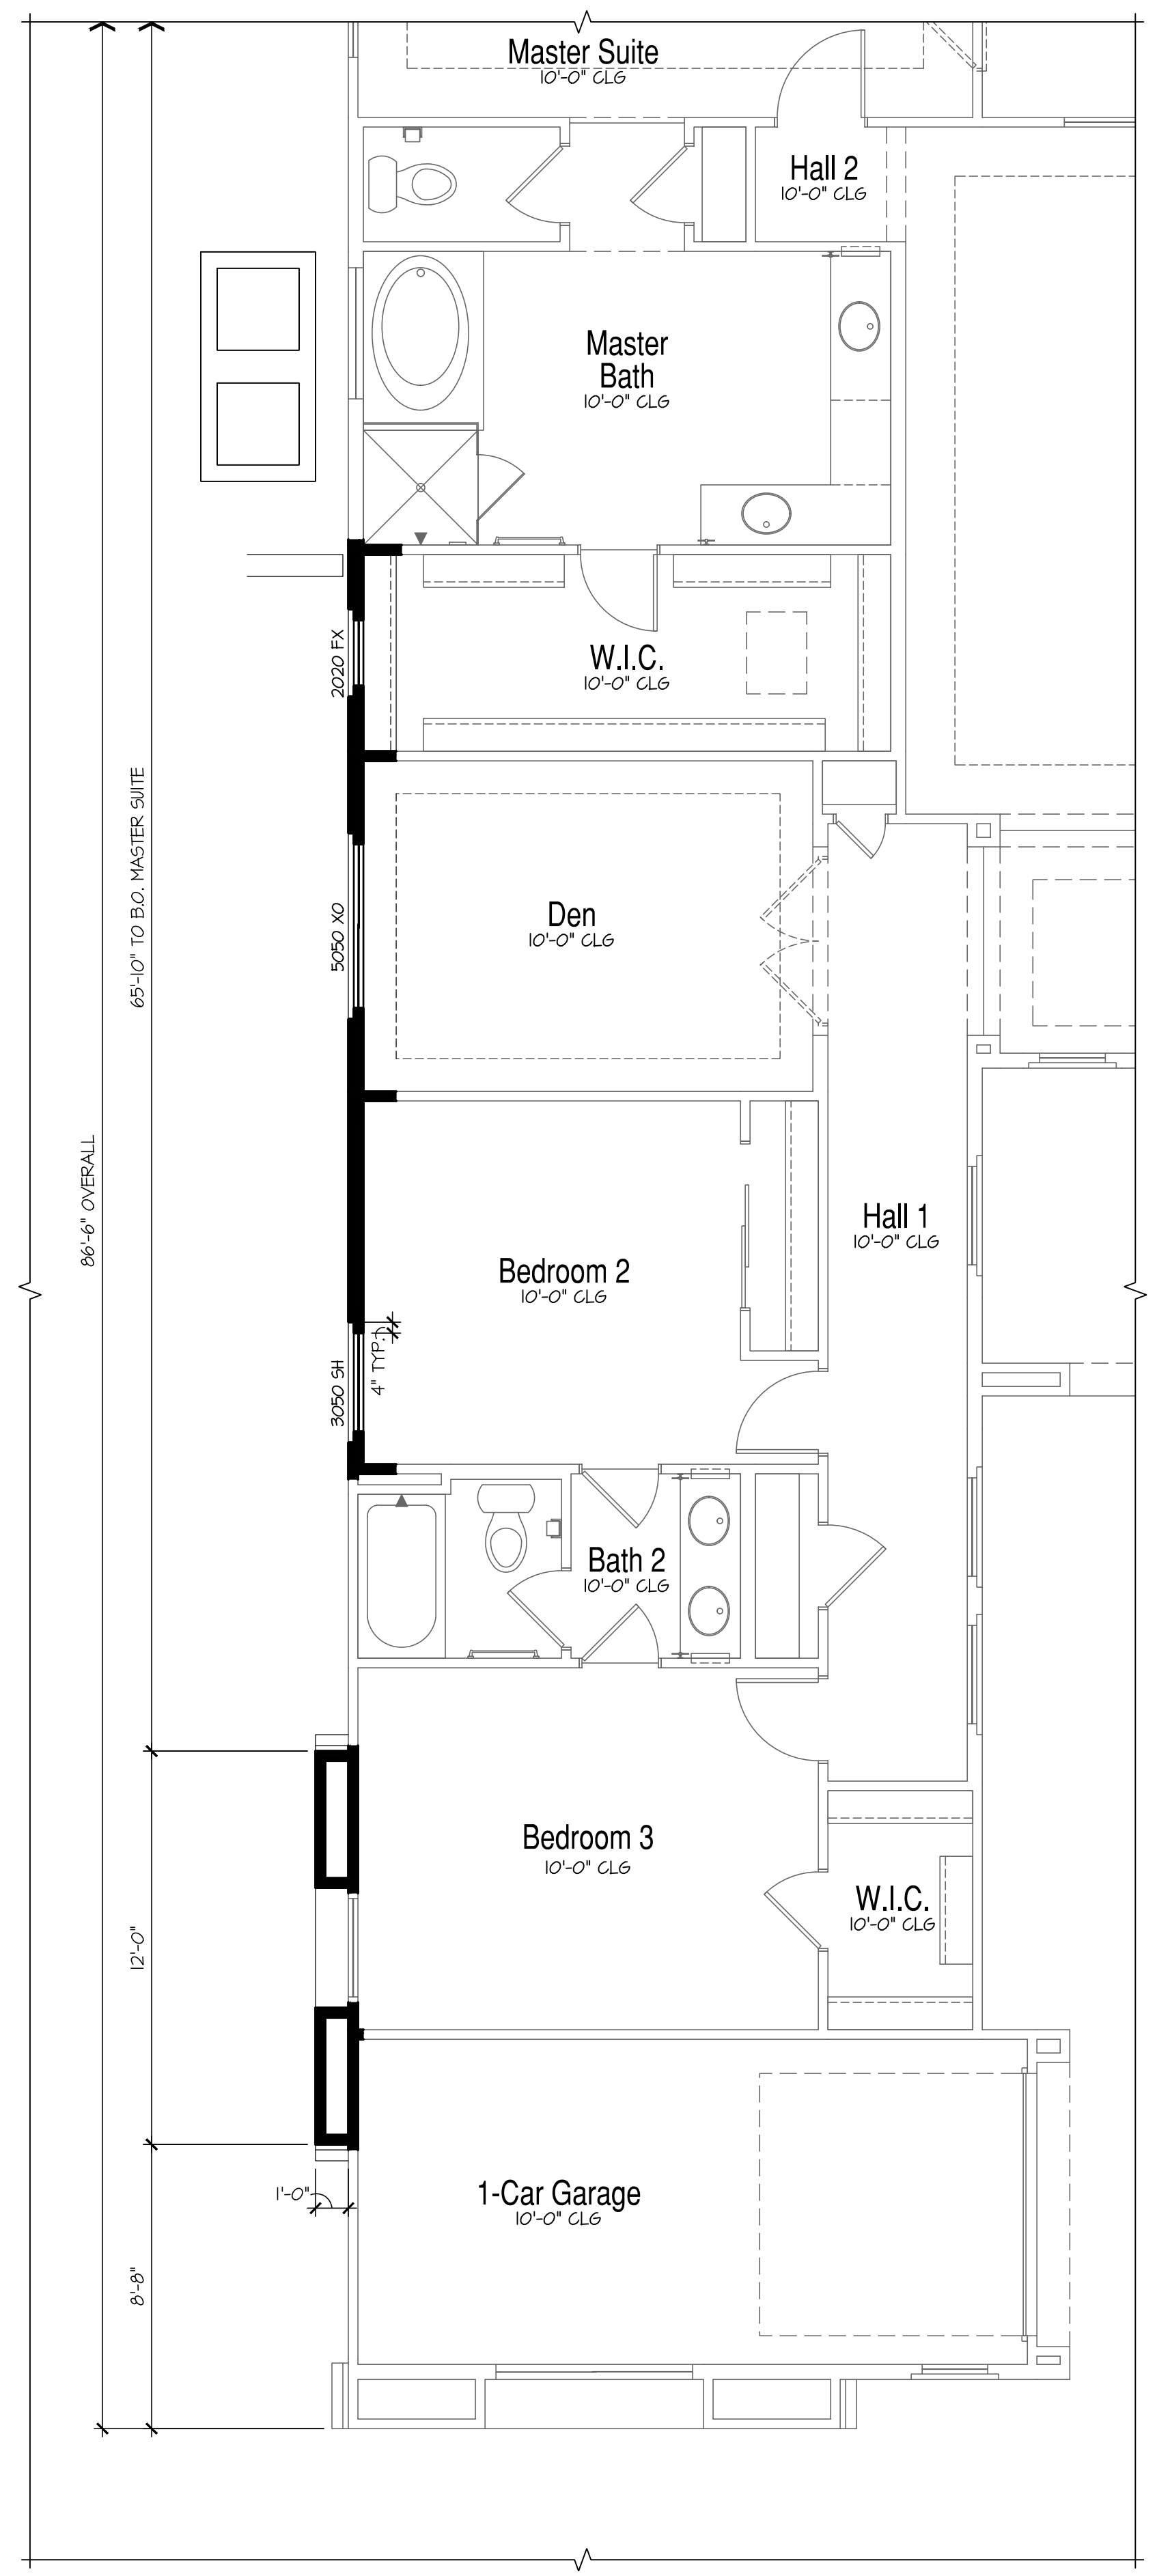 Master Suite
10'-0" CLG
Hall 2
10'-0" CLG
Master
Bath
10'-0" CLG
2020 FX
W.I.C.
10'-0" CLG
65'-10" TO B.O. MASTER SUITE
5050 XO
Den
10'-0" CLG
86'-6" OVERALL
Hall 1
10'-0" CLG
Bedroom 2
10'-0" CLG
3050 SH
4" TYP.
Bath 2
10'-0" CLG
Bedroom 3
10'-0" CLG
W.I.C.
10'-0" CLG
12'-0"
1'-0"
1-Car Garage
10'-0" CLG
8'-8"